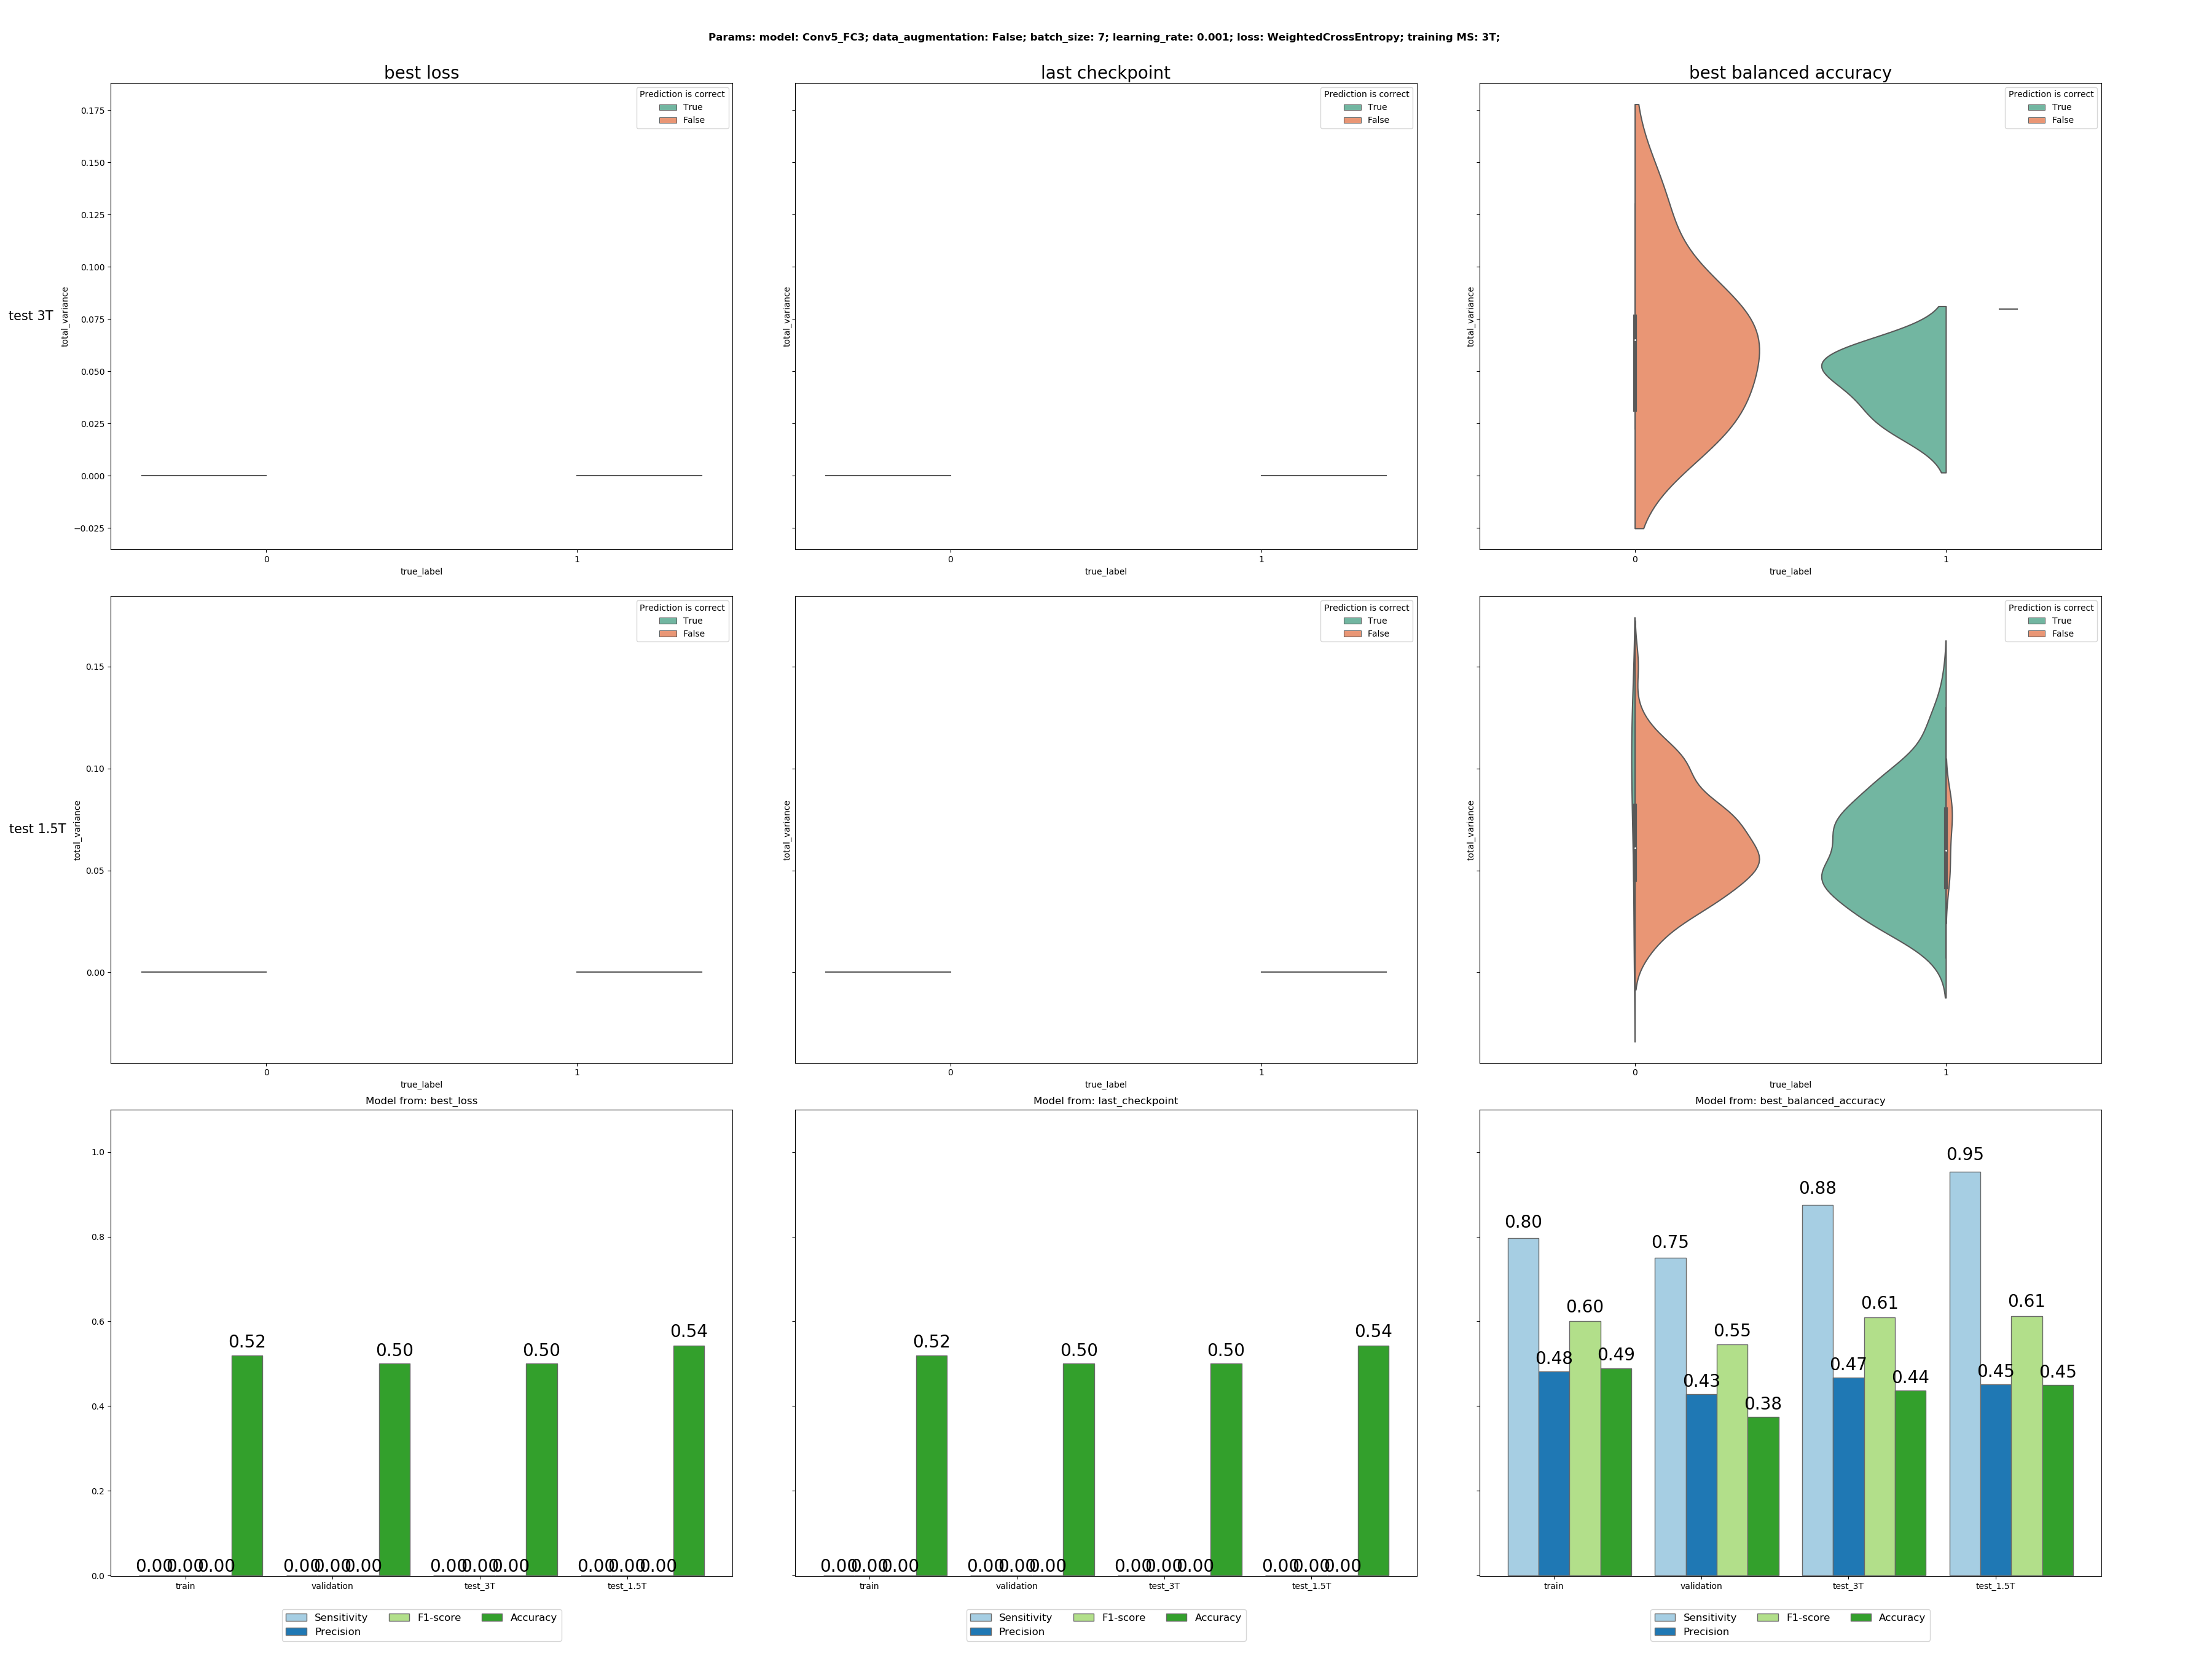 Params: model: Conv5_FC3; data_augmentation: False; batch_size: 7; learning_rate: 0.001; loss: WeightedCrossEntropy; training MS: 3T;
best loss
last checkpoint
best balanced accuracy
test 3T
total_variance
0.175
0.150
0.125
0.100
0.075
0.050
0.025
0.000
−0.025
Prediction is correct
True
False
0
1
true_label
total_variance
Prediction is correct
True
False
0
1
true_label
total_variance
Prediction is correct
True
False
0
1
true_label
test 1.5T
total_variance
0.15
0.10
0.05
0.00
Prediction is correct
True
False
0
1
true_label
total_variance
Prediction is correct
True
False
0
1
true_label
total_variance
Prediction is correct
True
False
0
1
true_label
Model from: best_loss
1.0
0.8
0.6
0.4
0.2
0.0
0.00 0.00 0.00 0.52
0.00 0.00 0.00 0.50
0.00 0.00 0.00 0.50
0.00 0.00 0.00 0.54
train
validation
test_3T
test_1.5T
Sensitivity
Precision
F1-score
Accuracy
Model from: last_checkpoint
0.00 0.00 0.00 0.52
0.00 0.00 0.00 0.50
0.00 0.00 0.00 0.50
0.00 0.00 0.00 0.54
train
validation
test_3T
test_1.5T
Sensitivity
Precision
F1-score
Accuracy
Model from: best_balanced_accuracy
0.80 0.48 0.60 0.49
0.75 0.43 0.55 0.38
0.88 0.47 0.61 0.44
0.95 0.45 0.61 0.45
train
validation
test_3T
test_1.5T
Sensitivity
Precision
F1-score
Accuracy